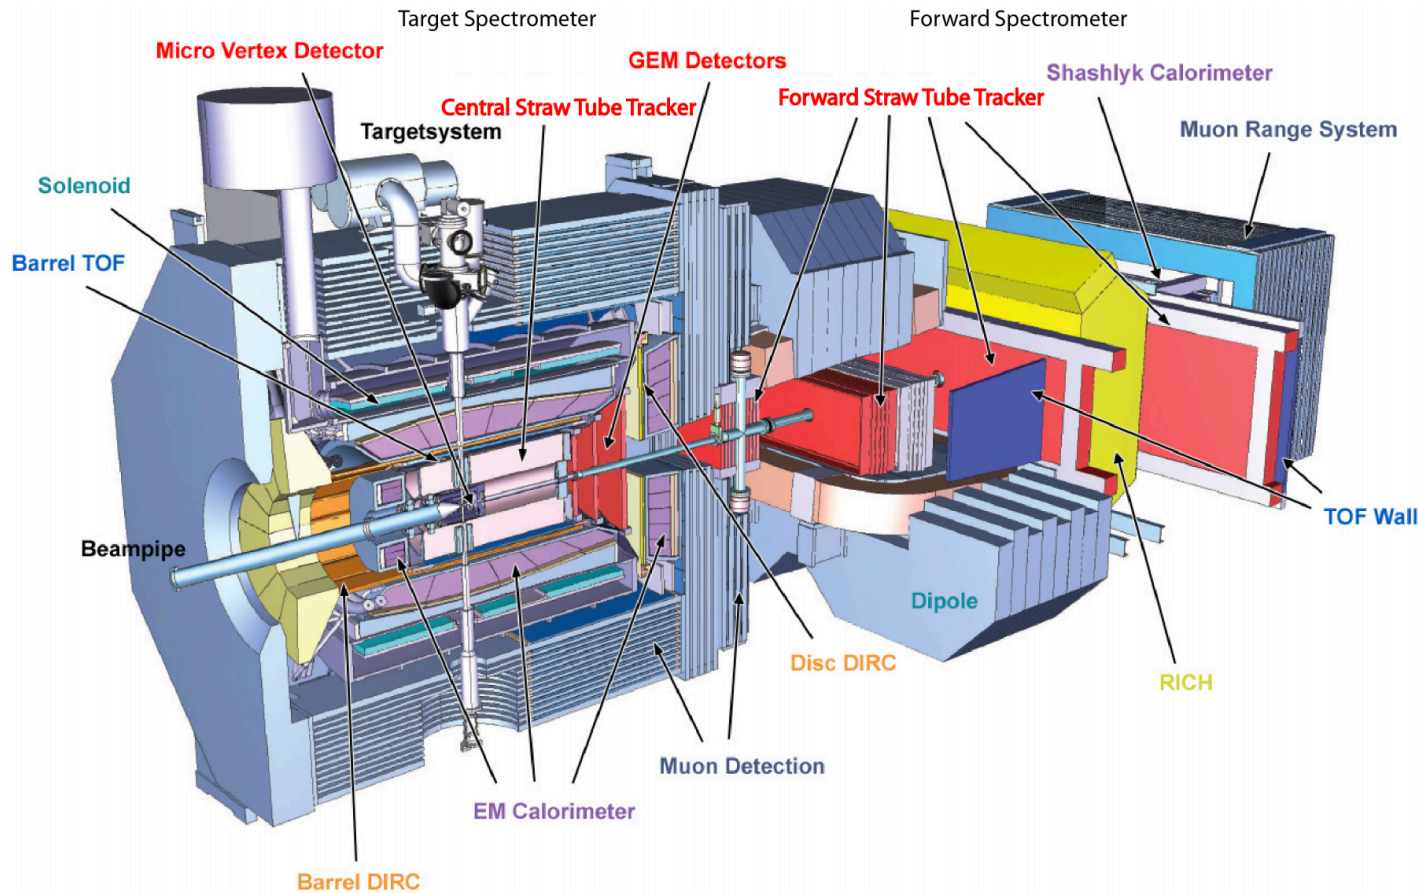 Target Spectrometer
Forward Spectrometer
Micro Vertex Detector
GEM Detectors
Shashlyk Calorimeter
Central Straw Tube Tracker
Forward Straw Tube Tracker
Targetsystem
Muon Range System
Solenoid
Barrel TOF
Beampipe
TOF Wall
Dipole
Disc DIRC
RICH
Muon Detection
EM Calorimeter
Barrel DIRC